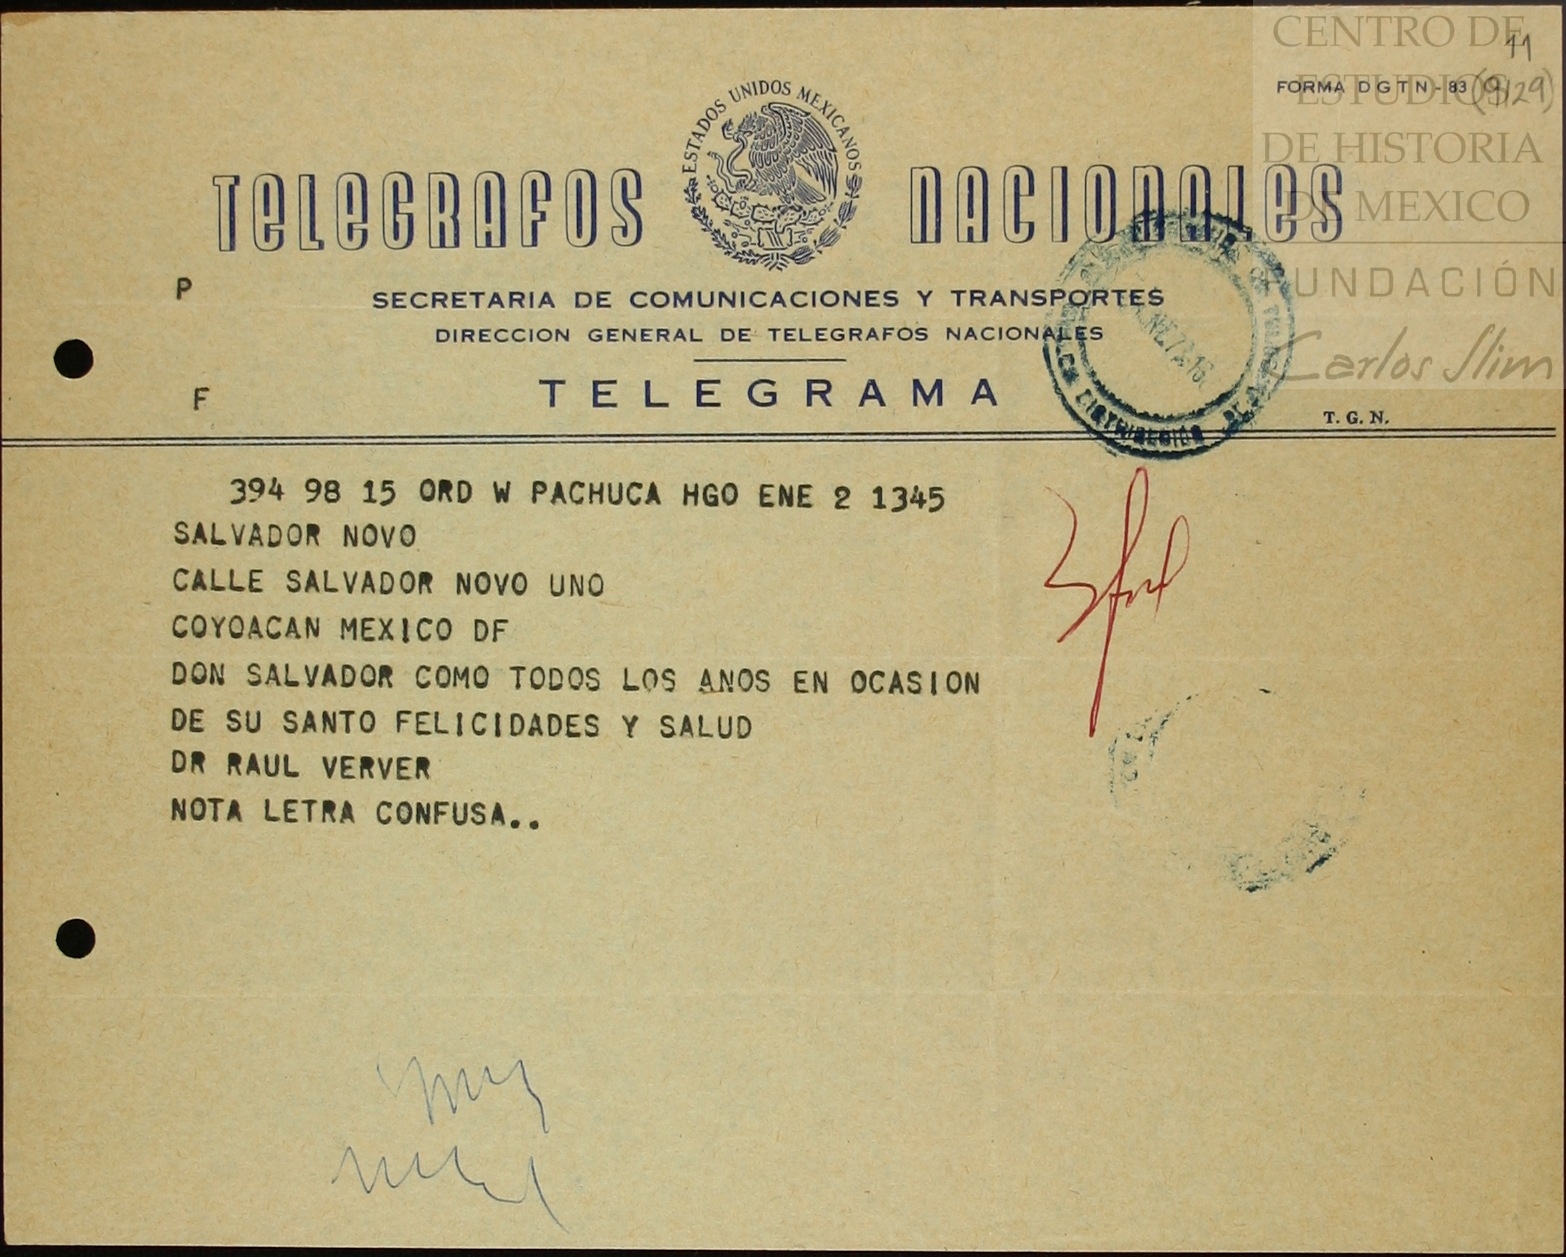 CENTRO DE
ESTUDIOS
DE HISTORIA
DE MEXICO
FUNDACIÓN
Carlos Slim
11
FORMA DGTN-83
ESTADOS UNIDOS MEXICANOS
TELEGRAFOS NACIONALES
P
SECRETARIA DE COMUNICACIONES Y TRANSPORTES
DIRECCION GENERAL DE TELEGRAFOS NACIONALES
F
TELEGRAMA
T. G. N.
394 98 15 ORD W PACHUCA HGO ENE 2 1345
SALVADOR NOVO
CALLE SALVADOR NOVO UNO
COYOACAN MEXICO DF
DON SALVADOR COMO TODOS LOS ANOS EN OCASION
DE SU SANTO FELICIDADES Y SALUD
DR RAUL VERVER
NOTA LETRA CONFUSA..